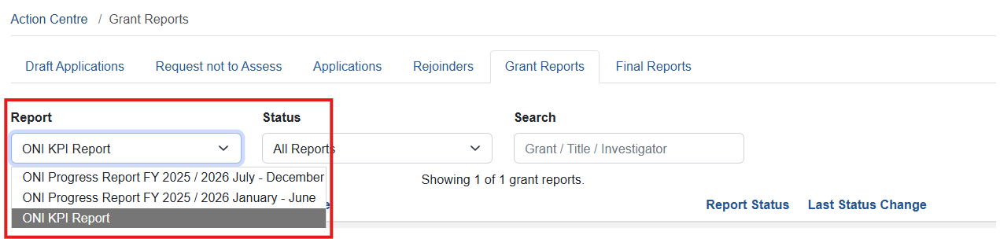 Action Centre / Grant Reports
Draft Applications Request not to Assess Applications Rejoinders Grant Reports Final Reports
Report Status Search
ONI KPI Report All Reports Grant / Title / Investigator
ONI Progress Report FY 2025 / 2026 July - December Showing 1 of 1 grant reports.
ONI Progress Report FY 2025 / 2026 January - June
Report Status Last Status Change
ONI KPI Report